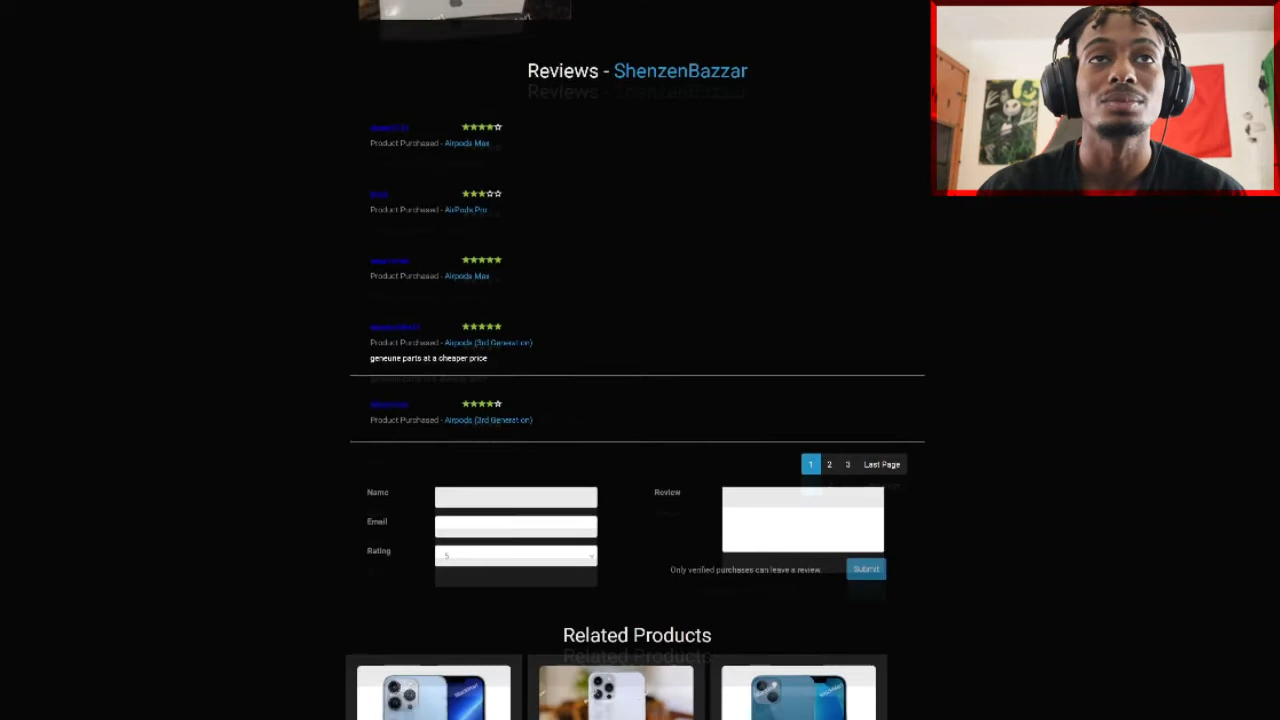 Reviews - ShenzenBazzar
Product Purchased - Airpods Max
Product Purchased - AirPods Pro
Product Purchased - Airpods Max
Product Purchased - Airpods (3rd Generation)
geneune parts at a cheaper price
Product Purchased - Airpods (3rd Generation)
1 2 3 Last Page
Name
Review
Email
Rating
5
Only verified purchases can leave a review.
Submit
Related Products